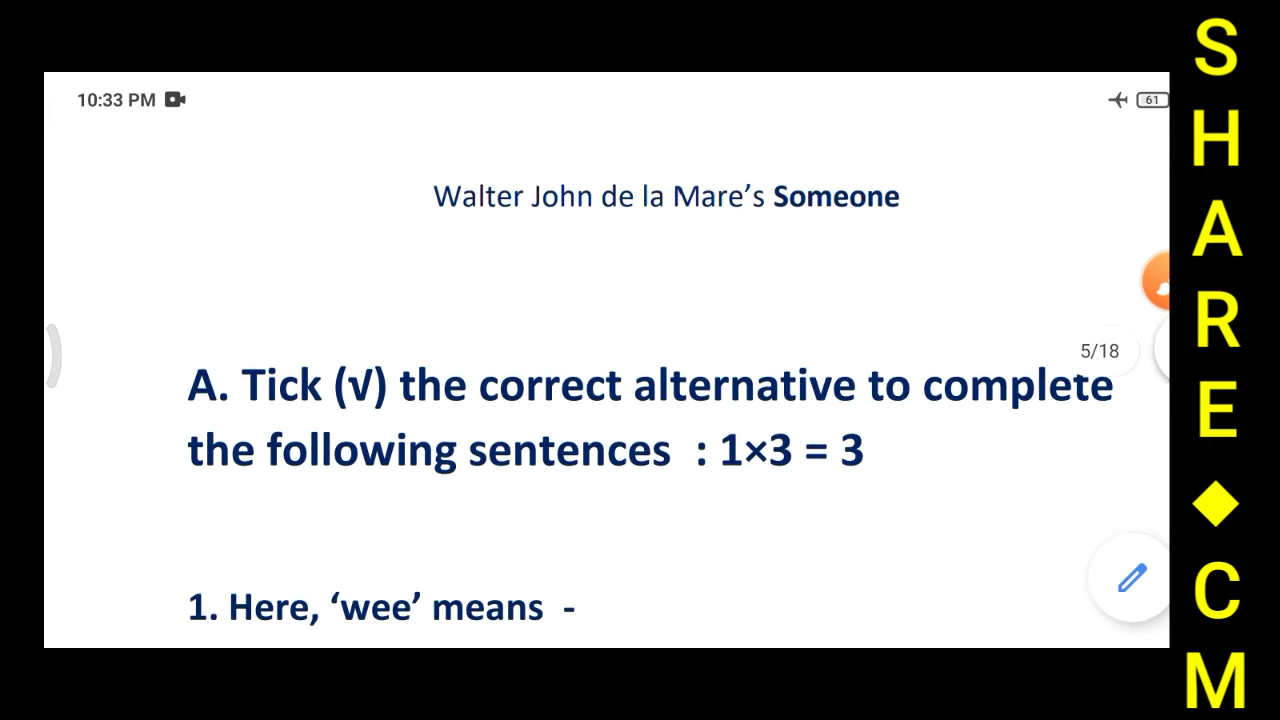 10:33 PM
61
Walter John de la Mare’s Someone
5/18
A. Tick (√) the correct alternative to complete
the following sentences : 1×3 = 3
1. Here, ‘wee’ means -
S
H
A
R
E
◆
C
M